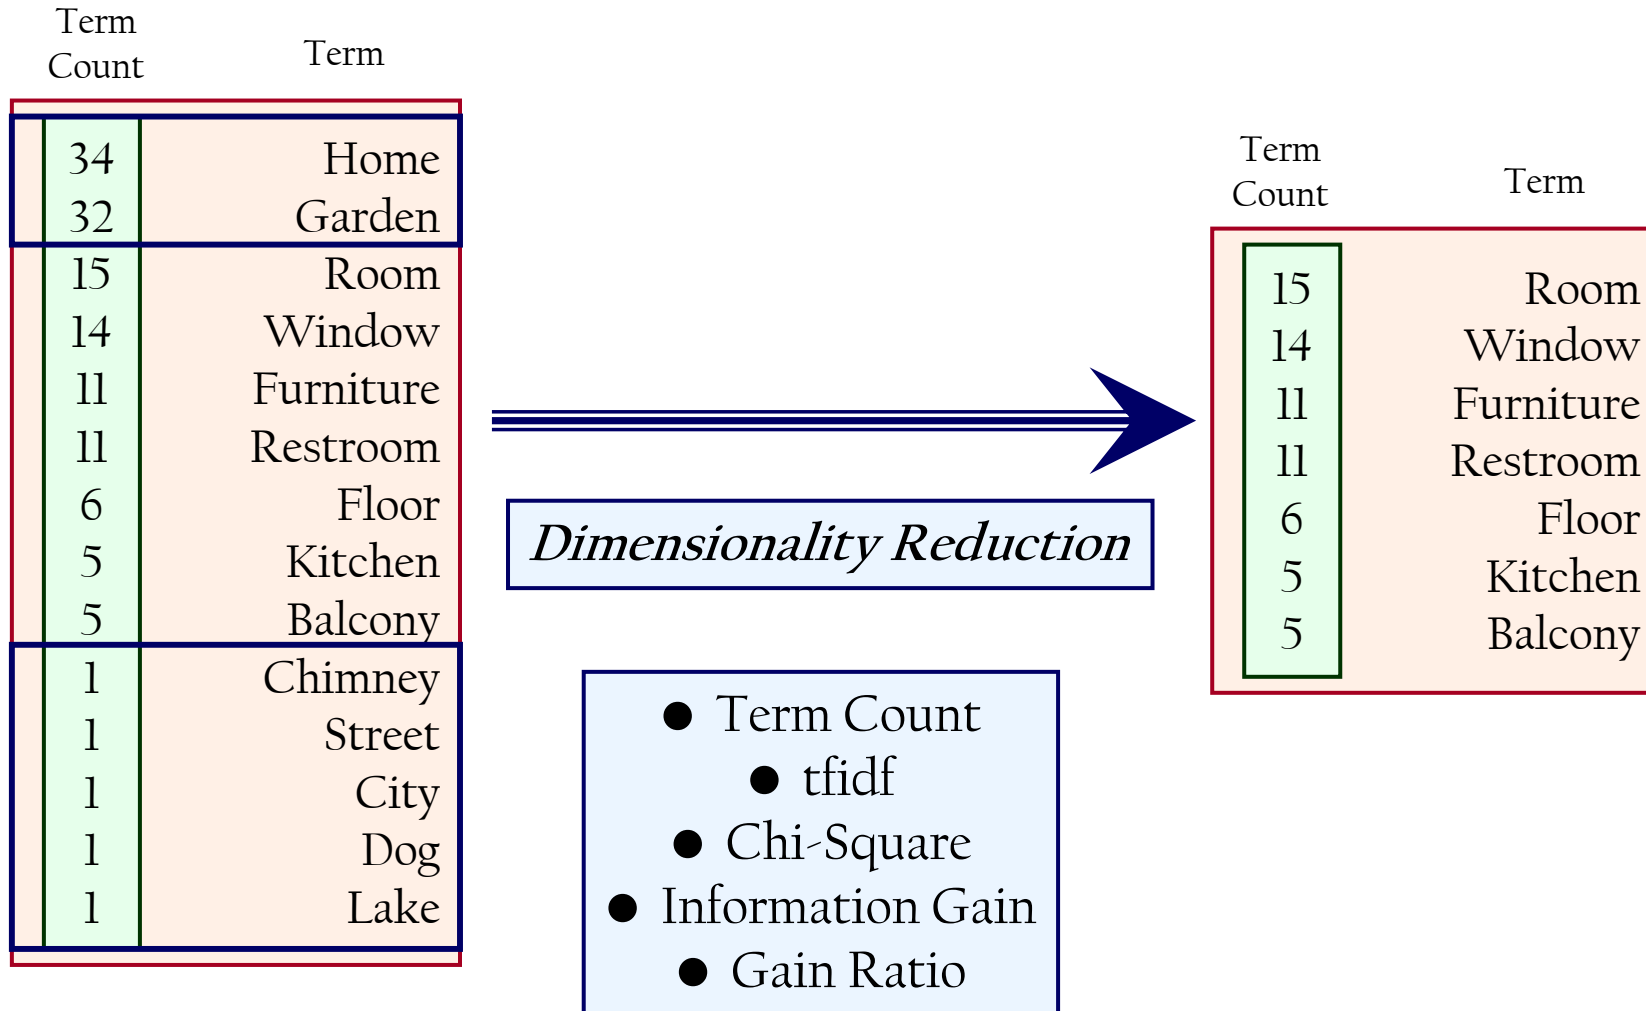 Term
Count
Term
34 Home
32 Garden
15 Room
14 Window
11 Furniture
11 Restroom
6 Floor
5 Kitchen
5 Balcony
1 Chimney
1 Street
1 City
1 Dog
1 Lake
Dimensionality Reduction
● Term Count
● tfidf
● Chi-Square
● Information Gain
● Gain Ratio
Term
Count
Term
15 Room
14 Window
11 Furniture
11 Restroom
6 Floor
5 Kitchen
5 Balcony